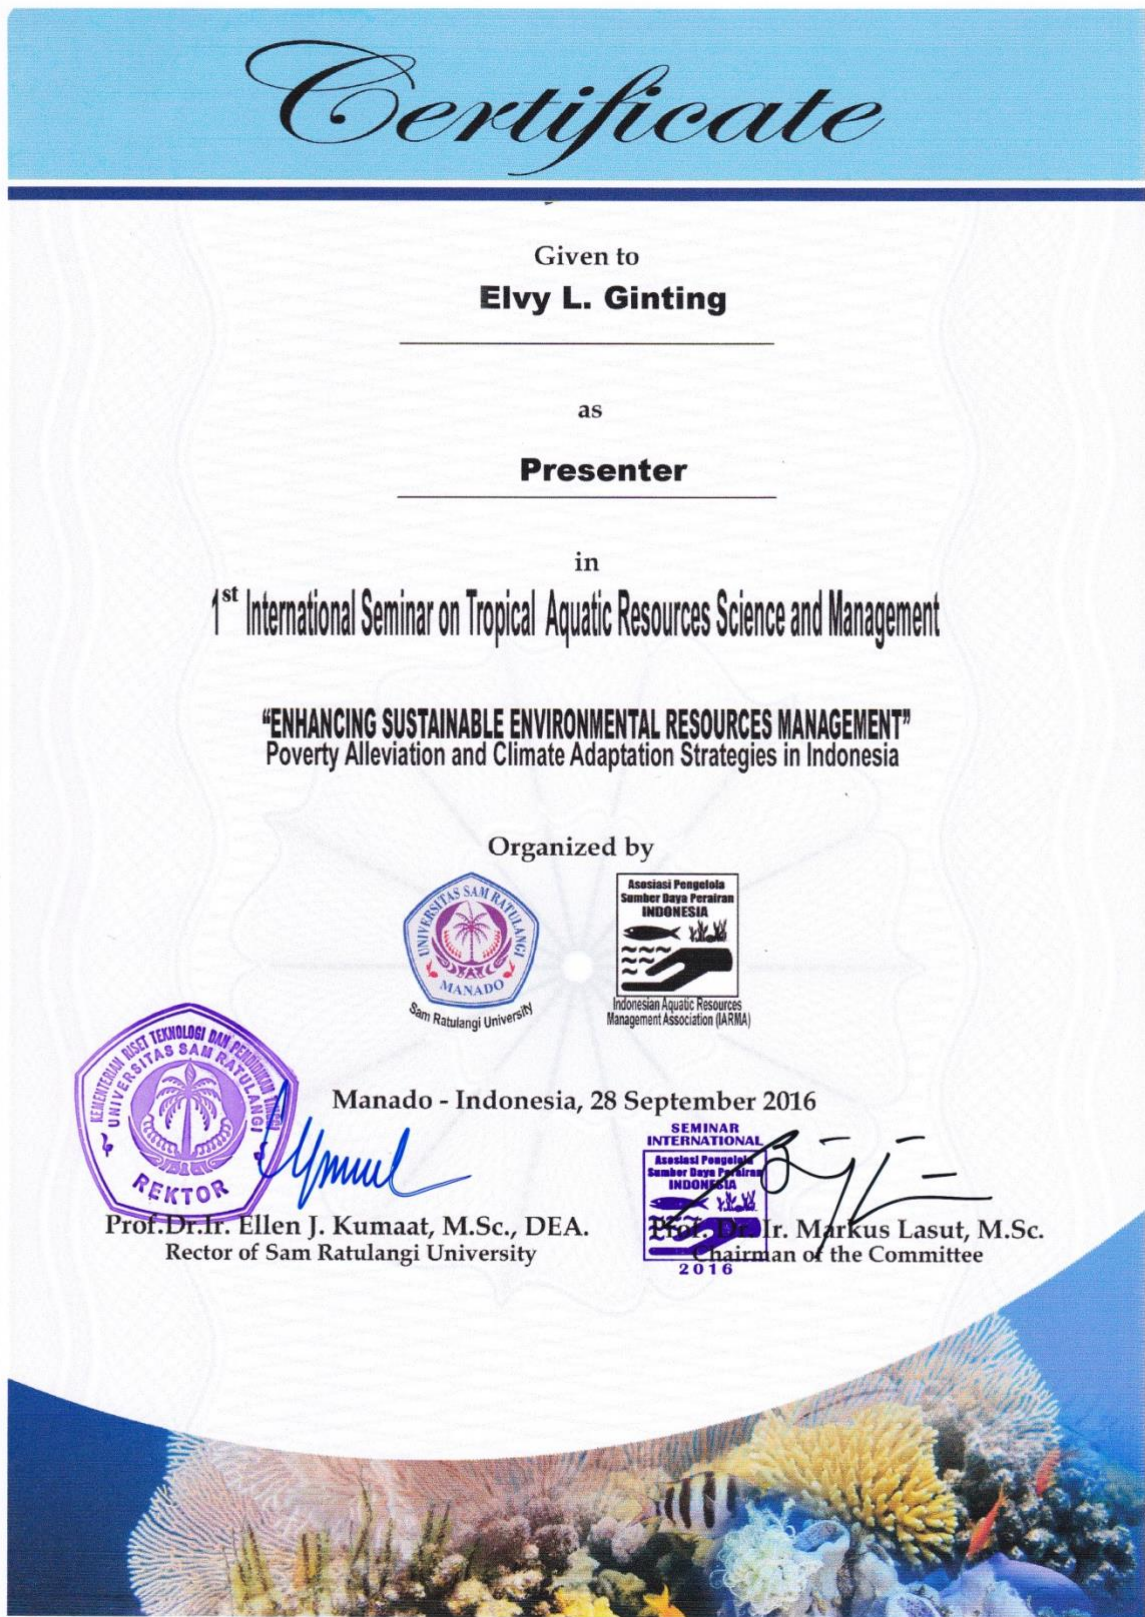 Certificate
Given to
Elvy L. Ginting
as
Presenter
in
1st International Seminar on Tropical Aquatic Resources Science and Management
“ENHANCING SUSTAINABLE ENVIRONMENTAL RESOURCES MANAGEMENT”
Poverty Alleviation and Climate Adaptation Strategies in Indonesia
Organized by
UNIVERSITAS SAM RATULANGI
MANADO
Sam Ratulangi University
Asosiasi Pengelola
Sumber Daya Perairan
INDONESIA
Indonesian Aquatic Resources
Management Association (IARMA)
KEMENTERIAN RISET TEKNOLOGI DAN PENDIDIKAN TINGGI
UNIVERSITAS SAM RATULANGI
REKTOR
Manado - Indonesia, 28 September 2016
SEMINAR
INTERNATIONAL
Asosiasi Pengelola
Sumber Daya Perairan
INDONESIA
2016
Prof.Dr.Ir. Ellen J. Kumaat, M.Sc., DEA.
Rector of Sam Ratulangi University
Prof. Dr. Ir. Markus Lasut, M.Sc.
Chairman of the Committee